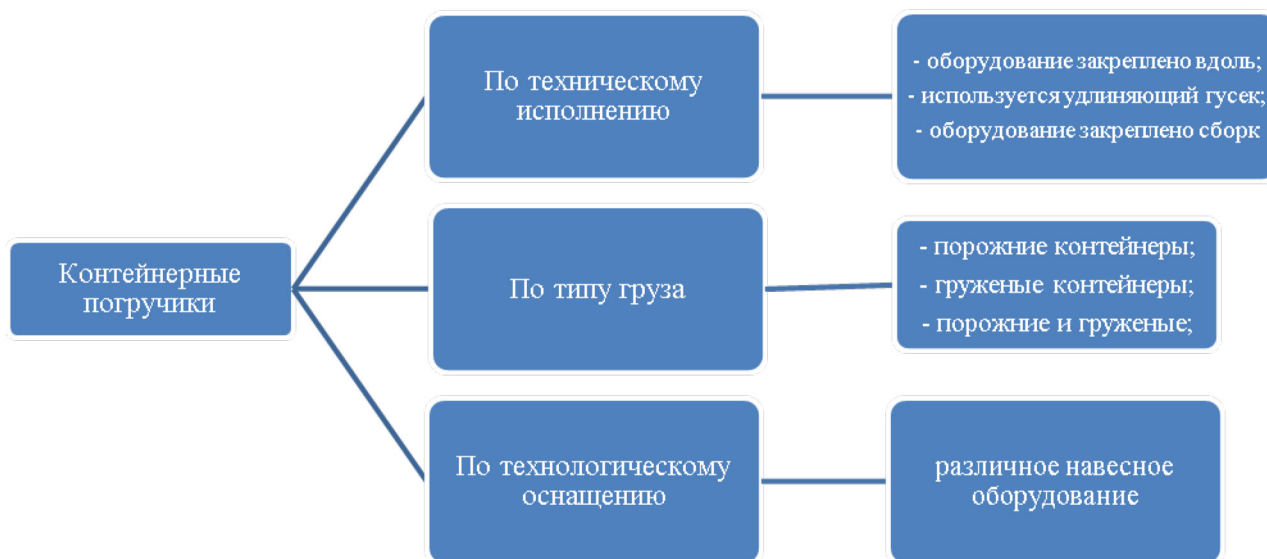 Контейнерные
погручики
По техническому
исполнению
- оборудование закреплено вдоль;
- используется удлиняющий гусек;
- оборудование закреплено сборк
По типу груза
- порожние контейнеры;
- груженые контейнеры;
- порожние и груженые;
По технологическому
оснащению
различное навесное
оборудование